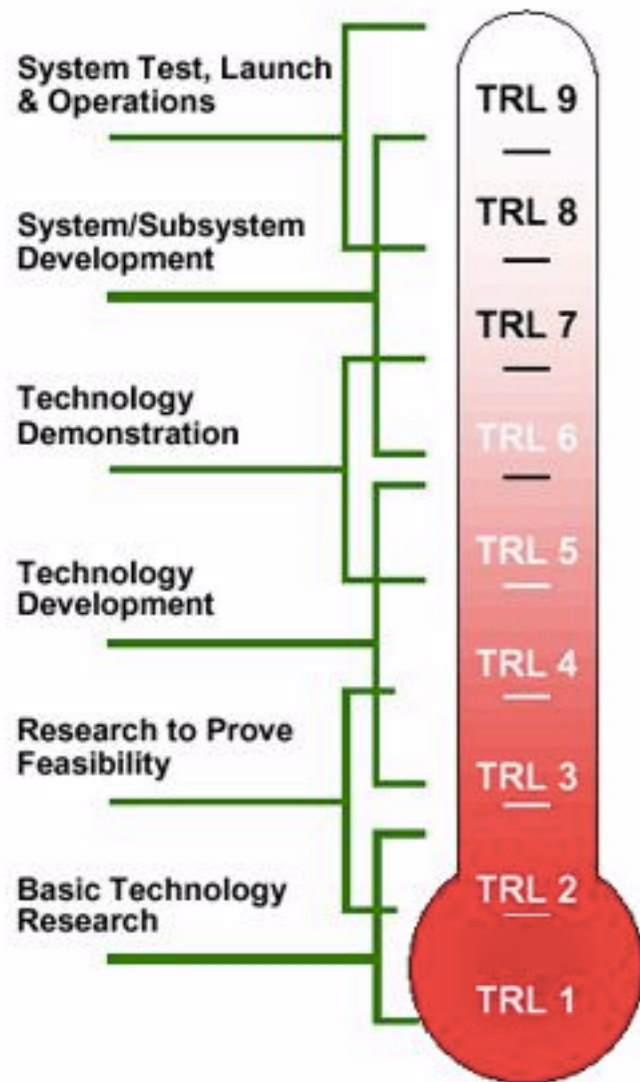 System Test, Launch
& Operations
System/Subsystem
Development
Technology
Demonstration
Technology
Development
Research to Prove
Feasibility
Basic Technology
Research
TRL 9
TRL 8
TRL 7
TRL 6
TRL 5
TRL 4
TRL 3
TRL 2
TRL 1